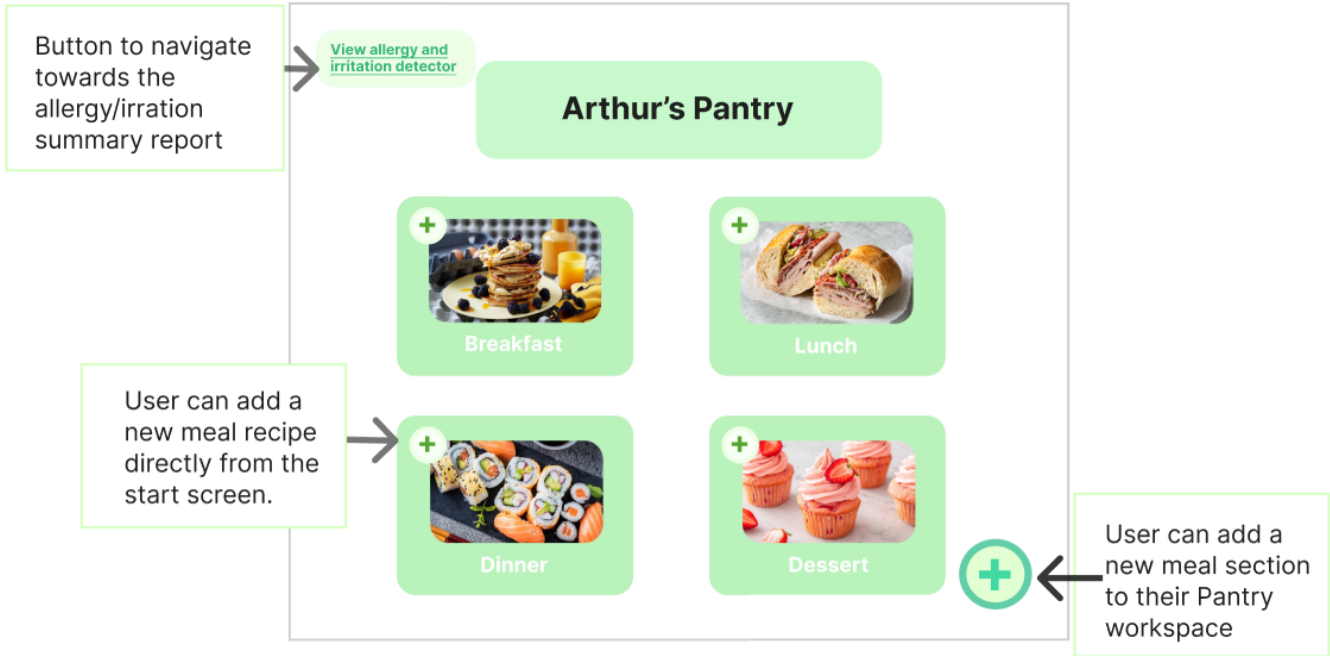 Button to navigate
towards the
allergy/irration
summary report
View allergy and
irritation detector
Arthur’s Pantry
Breakfast
Lunch
User can add a
new meal recipe
directly from the
start screen.
Dinner
Dessert
User can add a
new meal section
to their Pantry
workspace